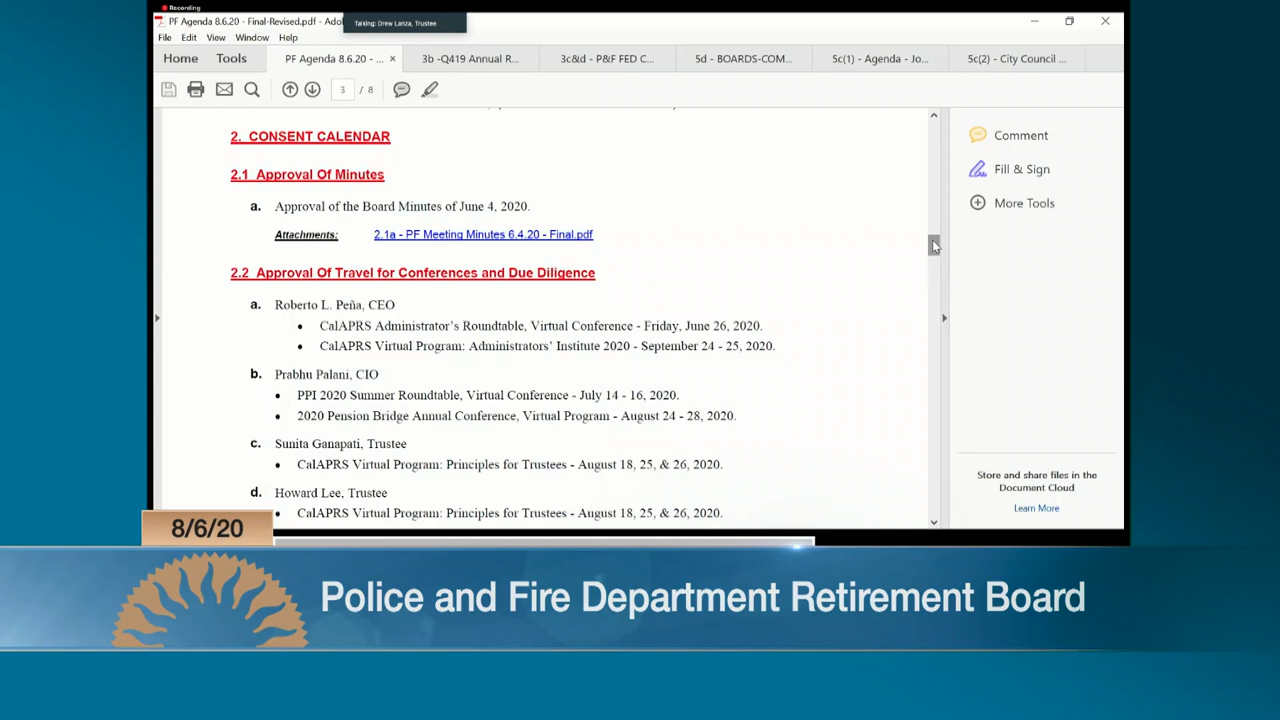 Recording
PF Agenda 8.6.20 - Final-Revised.pdf - Adob
Talking: Drew Lanza, Trustee
File Edit View Window Help
Home Tools PF Agenda 8.6.20 - ... × 3b -Q419 Annual R... 3c&d - P&F FED C... 5d - BOARDS-COM... 5c(1) - Agenda - Jo... 5c(2) - City Council ...
3 / 8
2. CONSENT CALENDAR
2.1 Approval Of Minutes
a. Approval of the Board Minutes of June 4, 2020.
Attachments: 2.1a - PF Meeting Minutes 6.4.20 - Final.pdf
2.2 Approval Of Travel for Conferences and Due Diligence
a. Roberto L. Peña, CEO
• CalAPRS Administrator’s Roundtable, Virtual Conference - Friday, June 26, 2020.
• CalAPRS Virtual Program: Administrators’ Institute 2020 - September 24 - 25, 2020.
b. Prabhu Palani, CIO
• PPI 2020 Summer Roundtable, Virtual Conference - July 14 - 16, 2020.
• 2020 Pension Bridge Annual Conference, Virtual Program - August 24 - 28, 2020.
c. Sunita Ganapati, Trustee
• CalAPRS Virtual Program: Principles for Trustees - August 18, 25, & 26, 2020.
d. Howard Lee, Trustee
• CalAPRS Virtual Program: Principles for Trustees - August 18, 25, & 26, 2020.
Comment
Fill & Sign
More Tools
Store and share files in the
Document Cloud
Learn More
8/6/20
Police and Fire Department Retirement Board